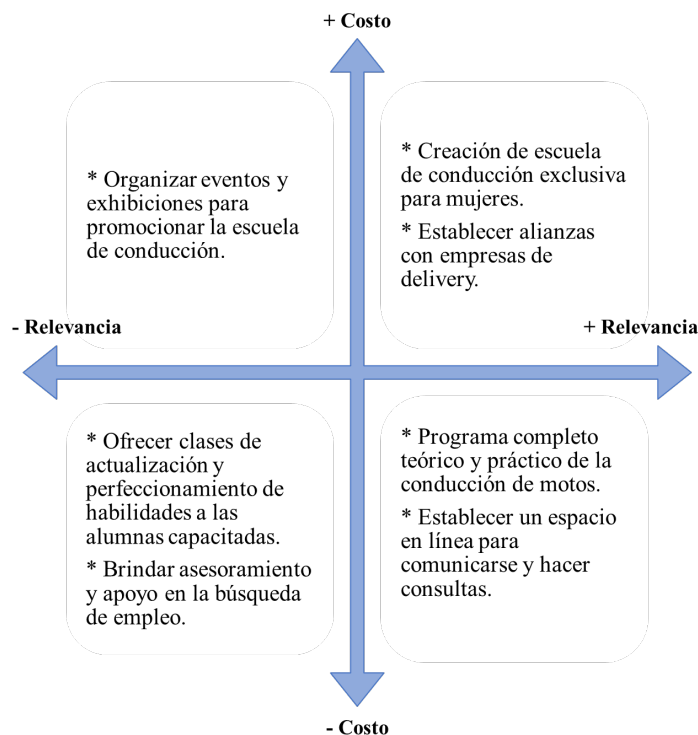 + Costo
* Organizar eventos y
exhibiciones para
promocionar la escuela
de conducción.
* Creación de escuela
de conducción exclusiva
para mujeres.
* Establecer alianzas
con empresas de
delivery.
- Relevancia
+ Relevancia
* Ofrecer clases de
actualización y
perfeccionamiento de
habilidades a las
alumnas capacitadas.
* Brindar asesoramiento
y apoyo en la búsqueda
de empleo.
* Programa completo
teórico y práctico de la
conducción de motos.
* Establecer un espacio
en línea para
comunicarse y hacer
consultas.
- Costo